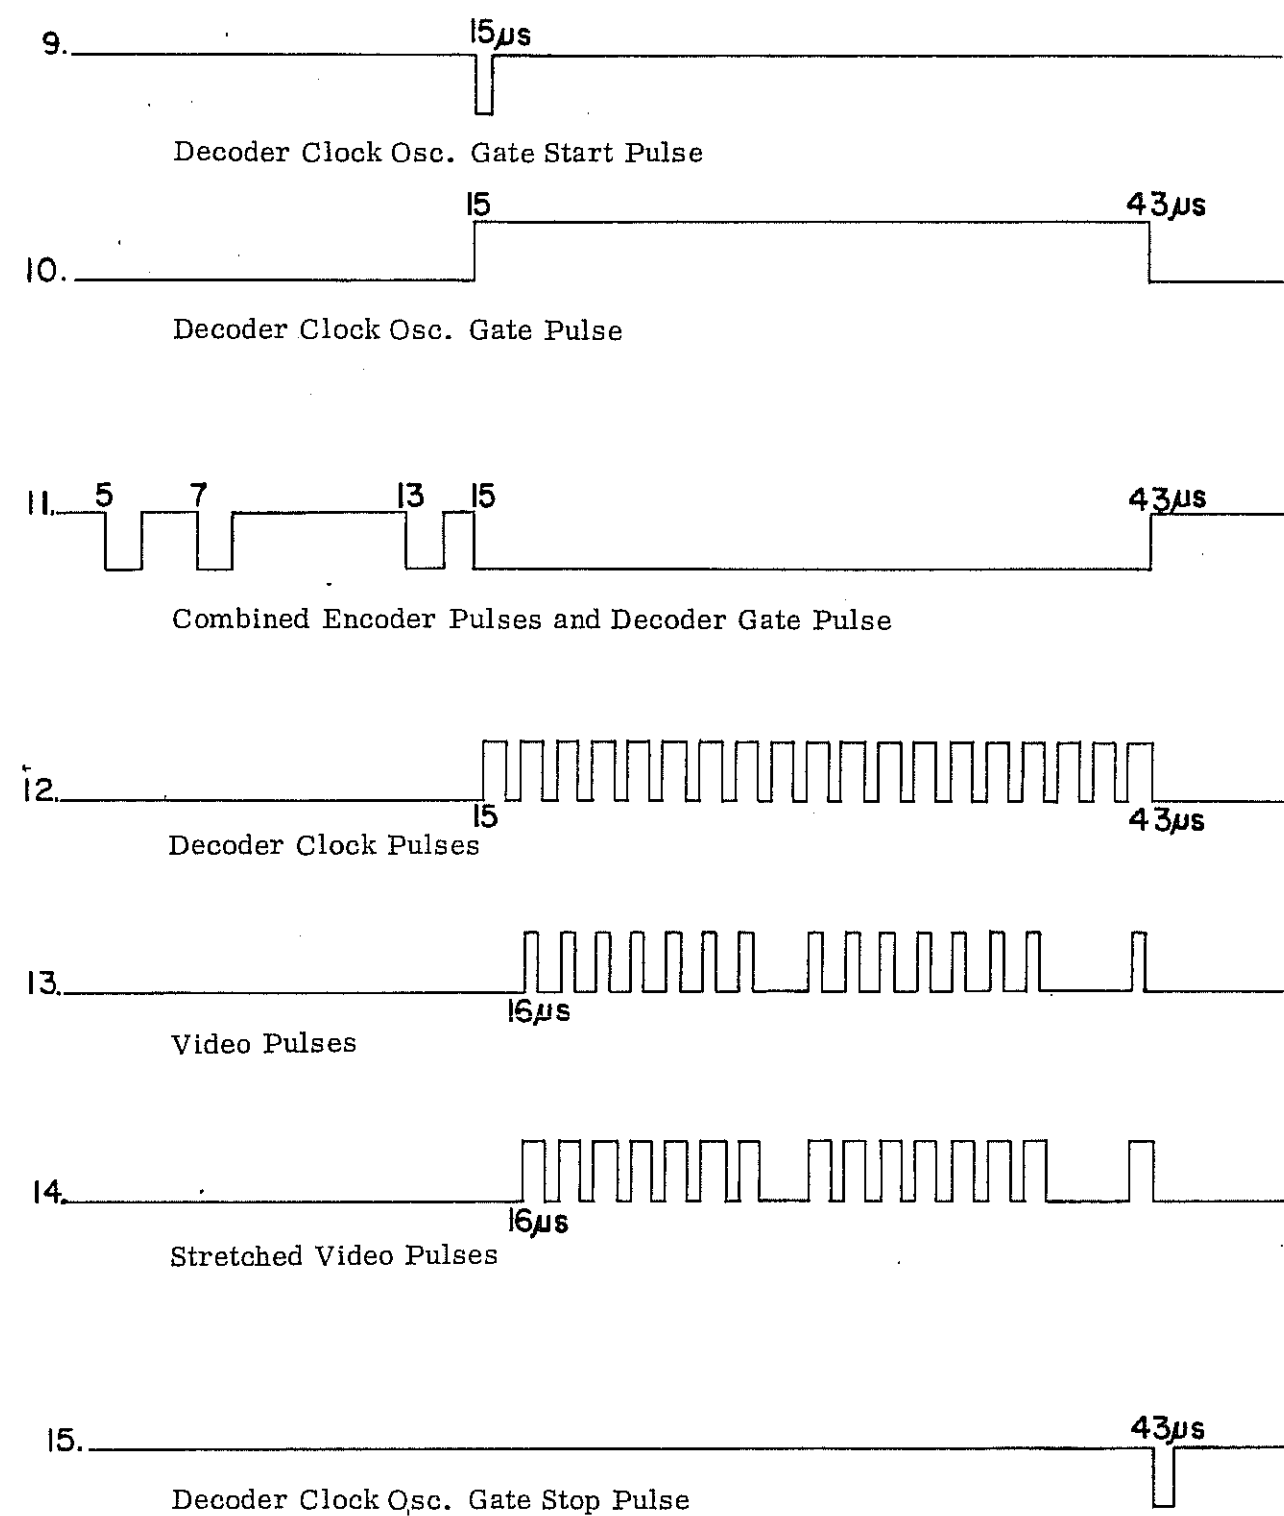 15µs
9.
Decoder Clock Osc. Gate Start Pulse
15 43µs
10.
Decoder Clock Osc. Gate Pulse
11. 5 7 13 15 43µs
Combined Encoder Pulses and Decoder Gate Pulse
12.
15 43µs
Decoder Clock Pulses
13.
16µs
Video Pulses
14.
16µs
Stretched Video Pulses
43µs
15.
Decoder Clock Osc. Gate Stop Pulse